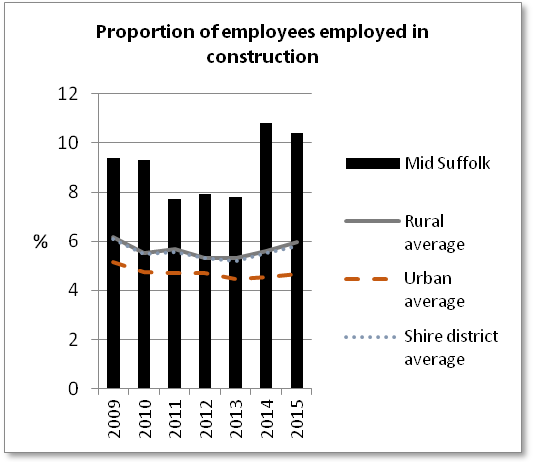 Proportion of employees employed in
construction
12
10
8
6
4
2
0
%
2009
2010
2011
2012
2013
2014
2015
Mid Suffolk
Rural
average
Urban
average
Shire district
average